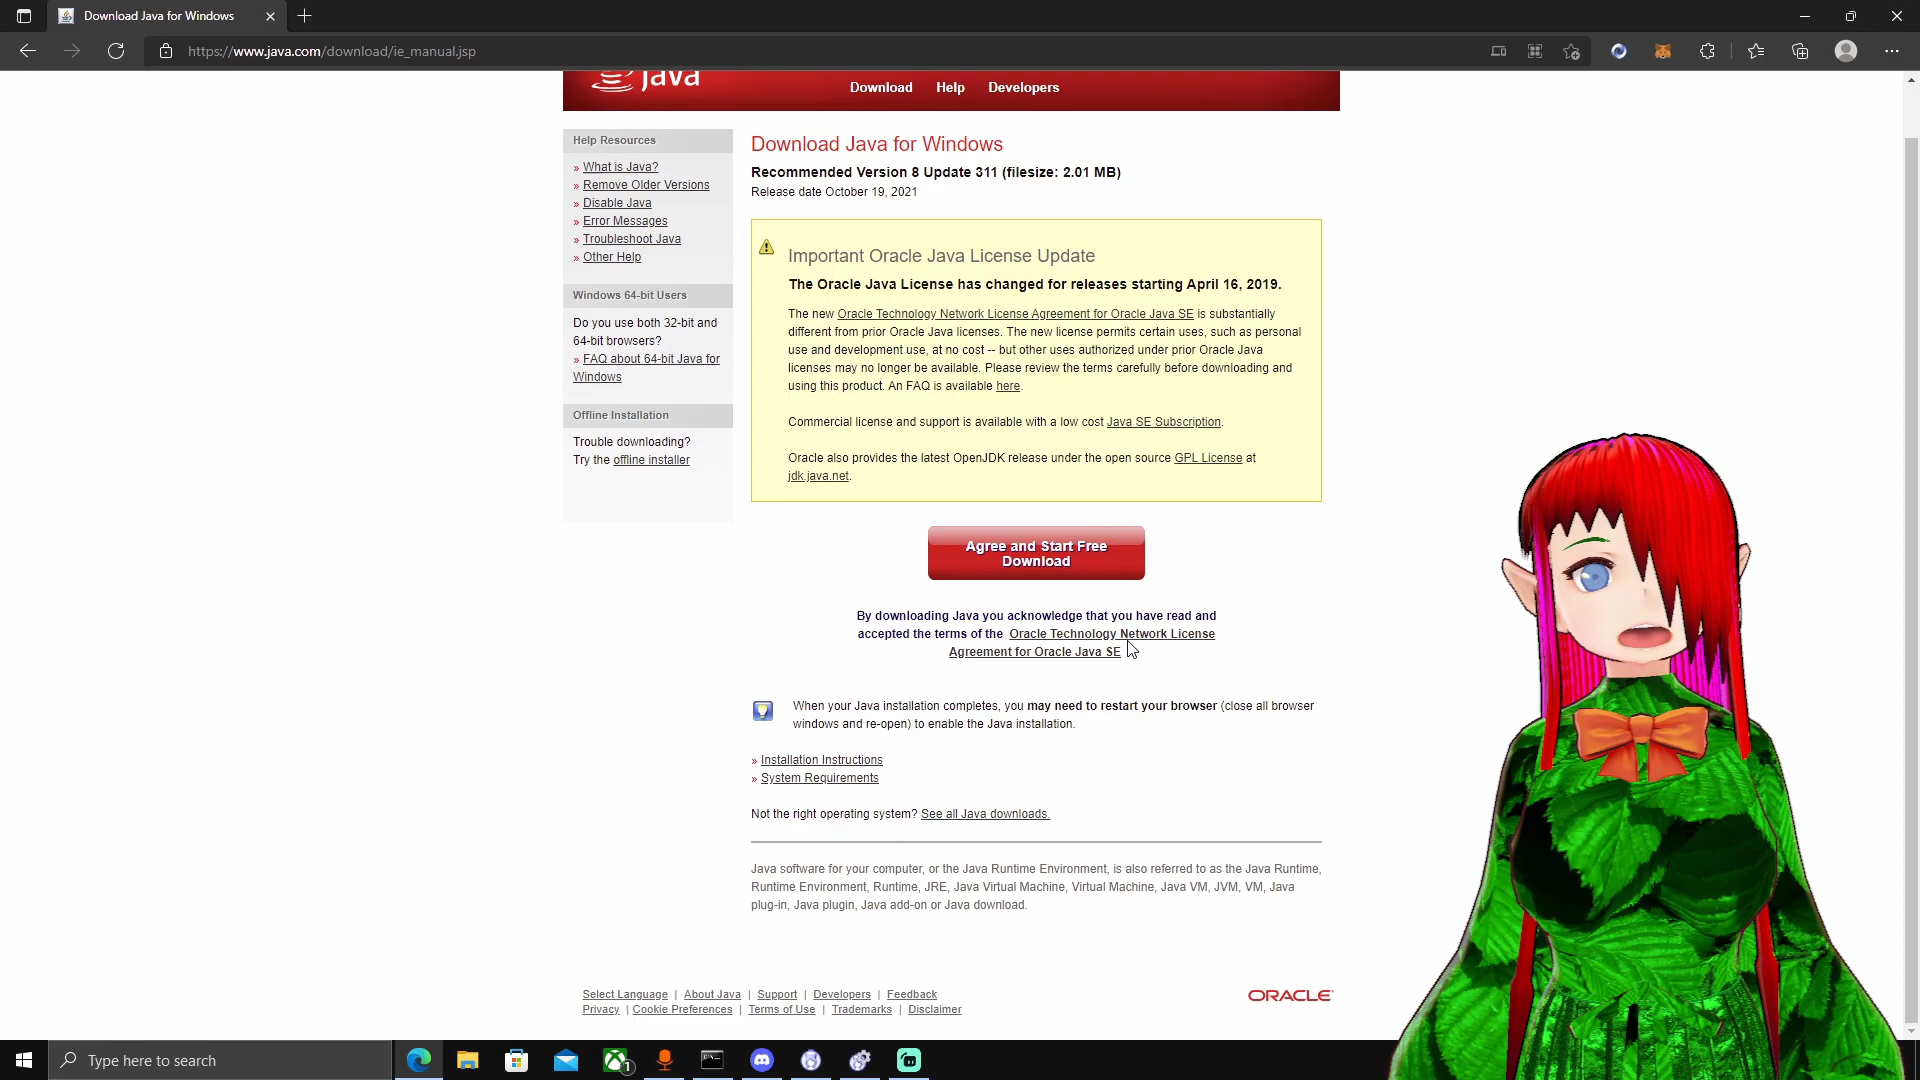 Download Java for Windows
https://www.java.com/download/ie_manual.jsp
Java
Download
Help
Developers
Help Resources
» What is Java?
» Remove Older Versions
» Disable Java
» Error Messages
» Troubleshoot Java
» Other Help
Windows 64-bit Users
Do you use both 32-bit and
64-bit browsers?
» FAQ about 64-bit Java for
Windows
Offline Installation
Trouble downloading?
Try the offline installer
Download Java for Windows
Recommended Version 8 Update 311 (filesize: 2.01 MB)
Release date October 19, 2021
Important Oracle Java License Update
The Oracle Java License has changed for releases starting April 16, 2019.
The new Oracle Technology Network License Agreement for Oracle Java SE is substantially
different from prior Oracle Java licenses. The new license permits certain uses, such as personal
use and development use, at no cost -- but other uses authorized under prior Oracle Java
licenses may no longer be available. Please review the terms carefully before downloading and
using this product. An FAQ is available here.
Commercial license and support is available with a low cost Java SE Subscription.
Oracle also provides the latest OpenJDK release under the open source GPL License at
jdk.java.net.
Agree and Start Free
Download
By downloading Java you acknowledge that you have read and
accepted the terms of the Oracle Technology Network License
Agreement for Oracle Java SE
When your Java installation completes, you may need to restart your browser (close all browser
windows and re-open) to enable the Java installation.
» Installation Instructions
» System Requirements
Not the right operating system? See all Java downloads.
Java software for your computer, or the Java Runtime Environment, is also referred to as the Java Runtime,
Runtime Environment, Runtime, JRE, Java Virtual Machine, Virtual Machine, Java VM, JVM, VM, Java
plug-in, Java plugin, Java add-on or Java download.
Select Language | About Java | Support | Developers | Feedback
Privacy | Cookie Preferences | Terms of Use | Trademarks | Disclaimer
ORACLE
Type here to search
1